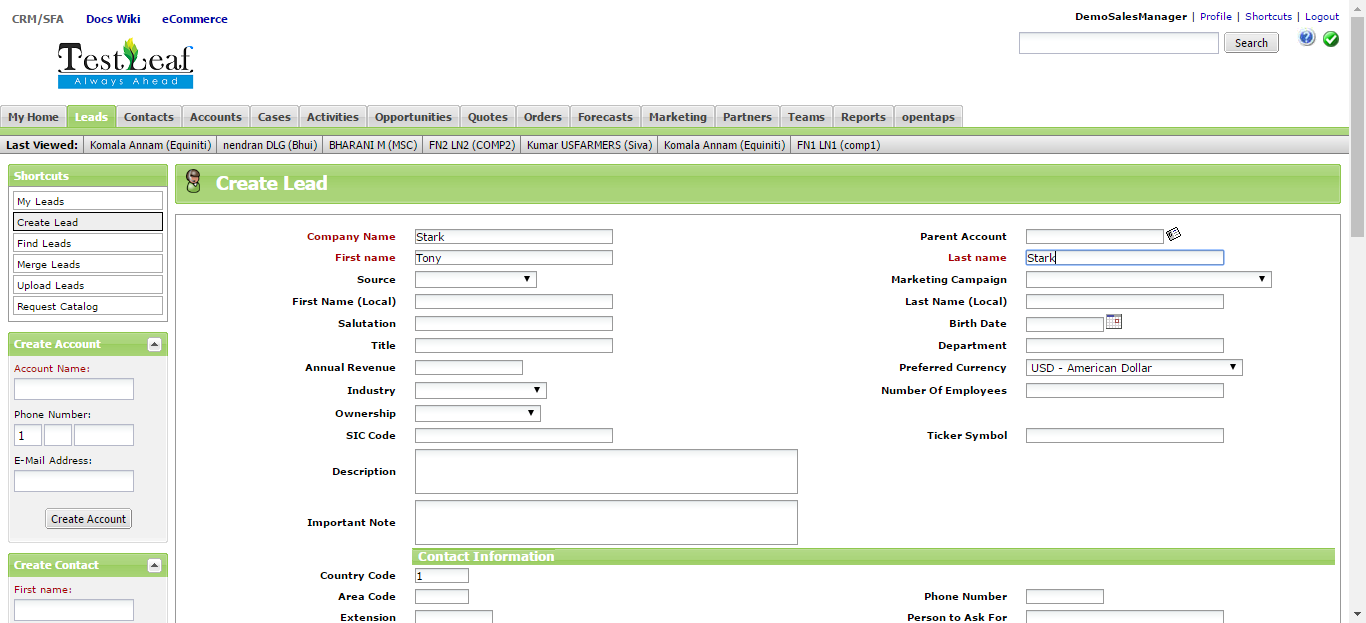 CRM/SFA Docs Wiki eCommerce
DemoSalesManager | Profile | Shortcuts | Logout
TestLeaf
Always Ahead
Search
?
My Home Leads Contacts Accounts Cases Activities Opportunities Quotes Orders Forecasts Marketing Partners Teams Reports opentaps
Last Viewed: Komala Annam (Equiniti) nendran DLG (Bhui) BHARANI M (MSC) FN2 LN2 (COMP2) Kumar USFARMERS (Siva) Komala Annam (Equiniti) FN1 LN1 (comp1)
Shortcuts
My Leads
Create Lead
Find Leads
Merge Leads
Upload Leads
Request Catalog
Create Account
Account Name:
Phone Number:
1
E-Mail Address:
Create Account
Create Contact
First name:
Create Lead
Company Name Stark Parent Account
First name Tony Last name Stark
Source Marketing Campaign
First Name (Local) Last Name (Local)
Salutation Birth Date
Title Department
Annual Revenue Preferred Currency USD - American Dollar
Industry Number Of Employees
Ownership
SIC Code Ticker Symbol
Description
Important Note
Contact Information
Country Code 1
Area Code Phone Number
Extension Person to Ask For